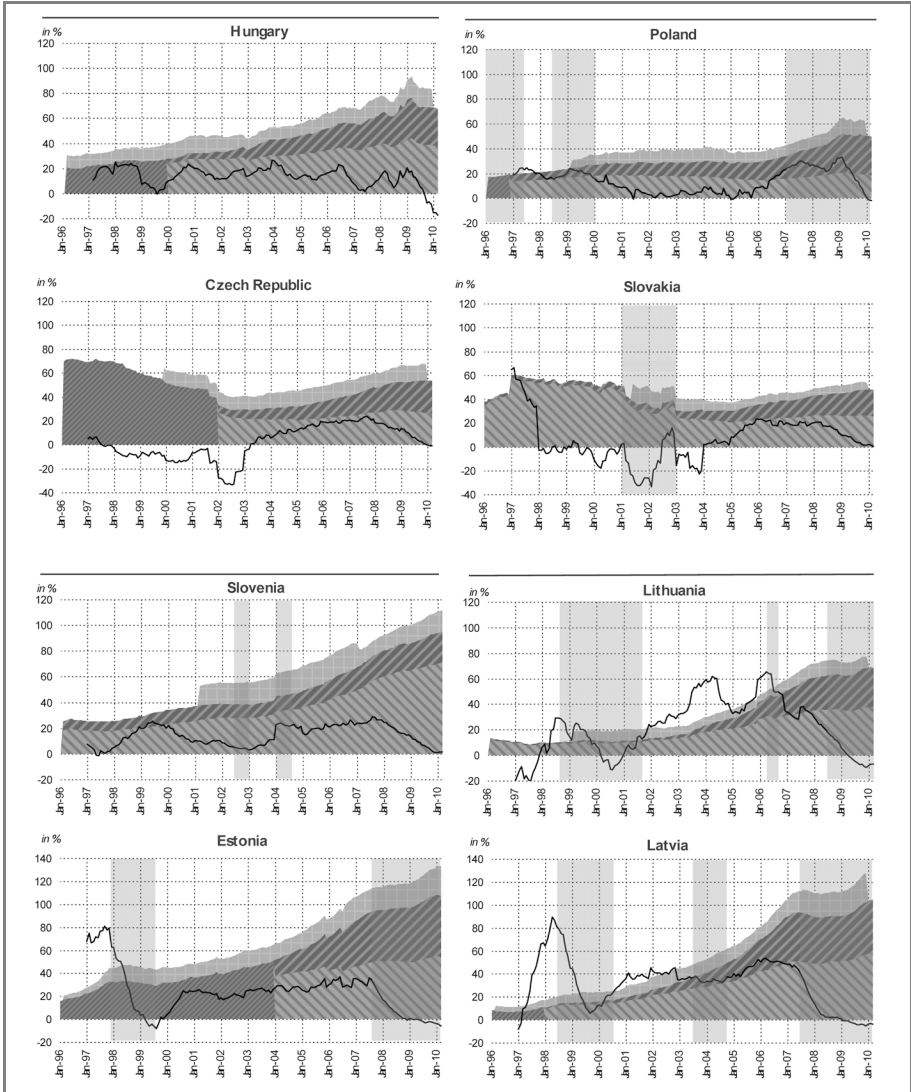 in %
Hungary
120
100
80
60
40
20
0
-20
Jan-96
Jan-97
Jan-98
Jan-99
Jan-00
Jan-01
Jan-02
Jan-03
Jan-04
Jan-05
Jan-06
Jan-07
Jan-08
Jan-09
Jan-10
in %
Poland
120
100
80
60
40
20
0
-20
Jan-96
Jan-97
Jan-98
Jan-99
Jan-00
Jan-01
Jan-02
Jan-03
Jan-04
Jan-05
Jan-06
Jan-07
Jan-08
Jan-09
Jan-10
in %
Czech Republic
120
100
80
60
40
20
0
-20
-40
Jan-96
Jan-97
Jan-98
Jan-99
Jan-00
Jan-01
Jan-02
Jan-03
Jan-04
Jan-05
Jan-06
Jan-07
Jan-08
Jan-09
Jan-10
in %
Slovakia
120
100
80
60
40
20
0
-20
-40
Jan-96
Jan-97
Jan-98
Jan-99
Jan-00
Jan-01
Jan-02
Jan-03
Jan-04
Jan-05
Jan-06
Jan-07
Jan-08
Jan-09
Jan-10
in %
Slovenia
120
100
80
60
40
20
0
-20
Jan-96
Jan-97
Jan-98
Jan-99
Jan-00
Jan-01
Jan-02
Jan-03
Jan-04
Jan-05
Jan-06
Jan-07
Jan-08
Jan-09
Jan-10
in %
Lithuania
120
100
80
60
40
20
0
-20
Jan-96
Jan-97
Jan-98
Jan-99
Jan-00
Jan-01
Jan-02
Jan-03
Jan-04
Jan-05
Jan-06
Jan-07
Jan-08
Jan-09
Jan-10
in %
Estonia
140
120
100
80
60
40
20
0
-20
Jan-96
Jan-97
Jan-98
Jan-99
Jan-00
Jan-01
Jan-02
Jan-03
Jan-04
Jan-05
Jan-06
Jan-07
Jan-08
Jan-09
Jan-10
in %
Latvia
140
120
100
80
60
40
20
0
-20
Jan-96
Jan-97
Jan-98
Jan-99
Jan-00
Jan-01
Jan-02
Jan-03
Jan-04
Jan-05
Jan-06
Jan-07
Jan-08
Jan-09
Jan-10